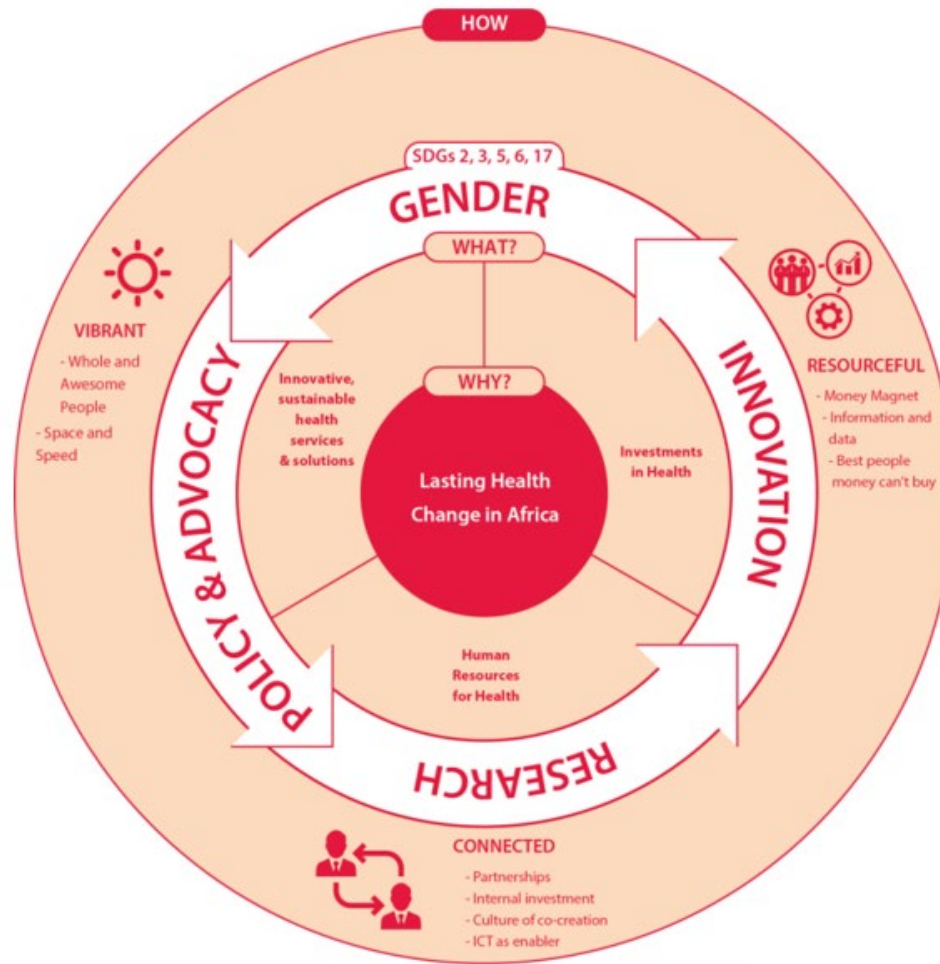 HOW
SDGs 2, 3, 5, 6, 17
GENDER
WHAT?
VIBRANT
- Whole and
Awesome
People
- Space and
Speed
POLICY & ADVOCACY
Innovative,
sustainable
health
services
& solutions
WHY?
Lasting Health
Change in Africa
Investments
in Health
INNOVATION
RESOURCEFUL
- Money Magnet
- Information and
data
- Best people
money can't buy
Human
Resources
for Health
RESEARCH
CONNECTED
- Partnerships
- Internal investment
- Culture of co-creation
- ICT as enabler